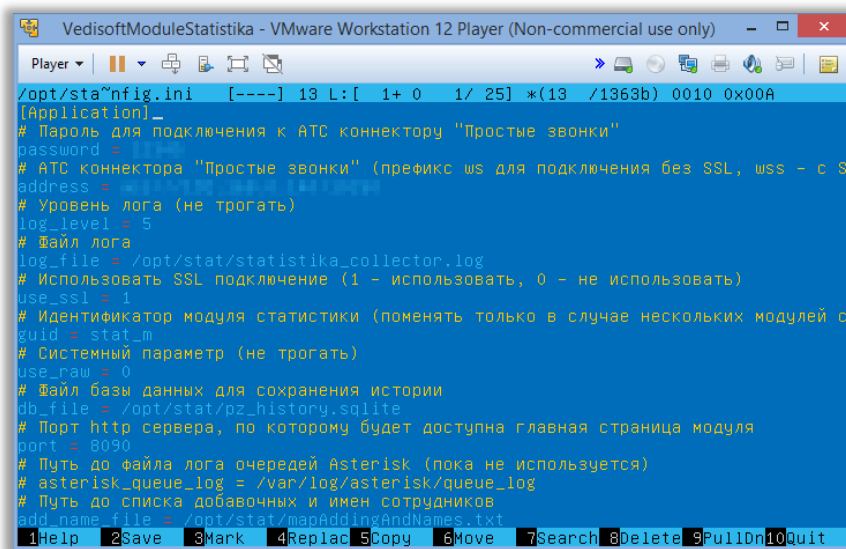 VedisoftModuleStatistika - VMware Workstation 12 Player (Non-commercial use only)
Player
/opt/sta~nfig.ini [----] 13 L:[ 1+ 0 1/ 25] *(13 /1363b) 0010 0x00A
[Application]
# Пароль для подключения к АТС коннектору "Простые звонки"
password =
# АТС коннектора "Простые звонки" (префикс ws для подключения без SSL, wss - с S
address =
# Уровень лога (не трогать)
log_level = 5
# Файл лога
log_file = /opt/stat/statistika_collector.log
# Использовать SSL подключение (1 - использовать, 0 - не использовать)
use_ssl = 1
# Идентификатор модуля статистики (поменять только в случае нескольких модулей с
guid = stat_m
# Системный параметр (не трогать)
use_raw = 0
# Файл базы данных для сохранения истории
db_file = /opt/stat/pz_history.sqlite
# Порт http сервера, по которому будет доступна главная страница модуля
port = 8090
# Путь до файла лога очередей Asterisk (пока не используется)
# asterisk_queue_log = /var/log/asterisk/queue_log
# Путь до списка добавочных и имен сотрудников
add_name_file = /opt/stat/mapAddingAndNames.txt
1Help 2Save 3Mark 4Replac 5Copy 6Move 7Search 8Delete 9PullDn 10Quit